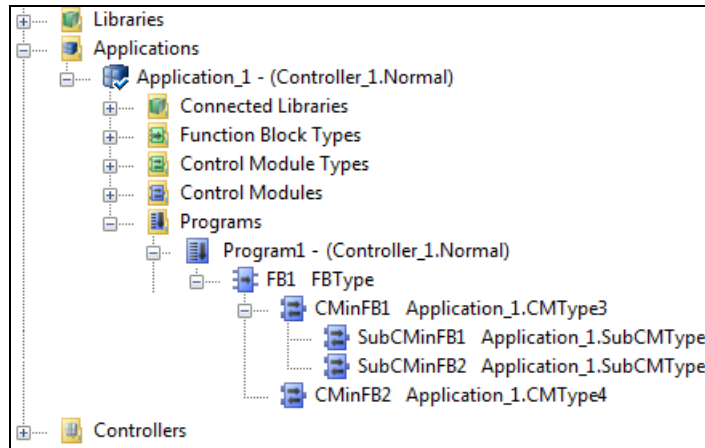 Libraries
Applications
Application_1 - (Controller_1.Normal)
Connected Libraries
Function Block Types
Control Module Types
Control Modules
Programs
Program1 - (Controller_1.Normal)
FB1 FBType
CMinFB1 Application_1.CMType3
SubCMinFB1 Application_1.SubCMType
SubCMinFB2 Application_1.SubCMType
CMinFB2 Application_1.CMType4
Controllers